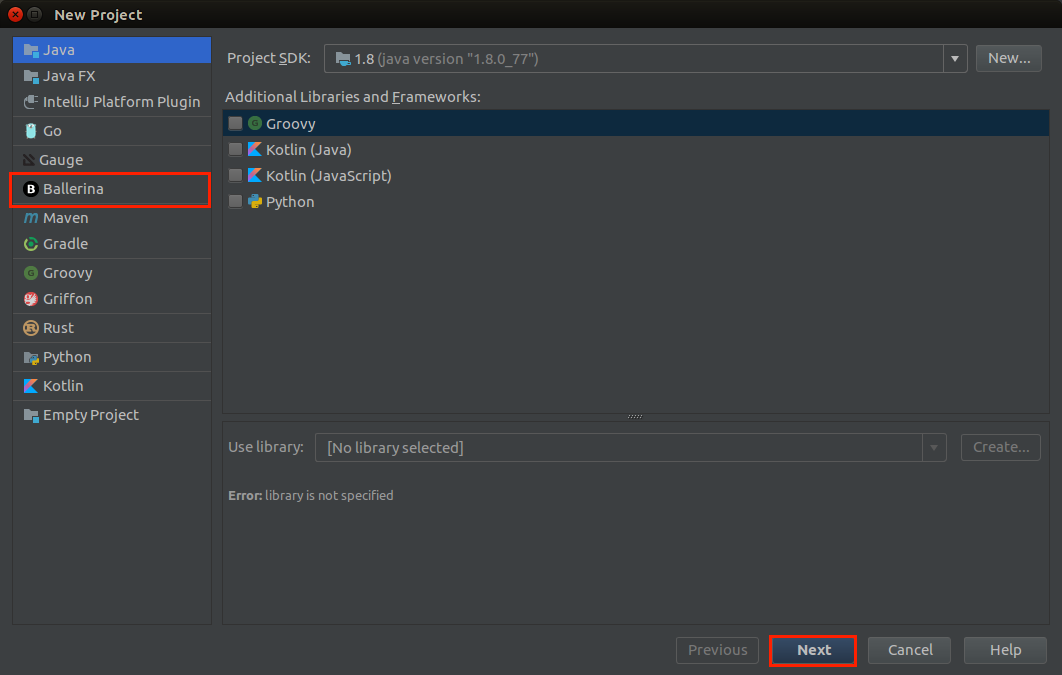 New Project
Java
Java FX
IntelliJ Platform Plugin
Go
Gauge
Ballerina
Maven
Gradle
Groovy
Griffon
Rust
Python
Kotlin
Empty Project
Project SDK: 1.8 (java version "1.8.0_77") New...
Additional Libraries and Frameworks:
Groovy
Kotlin (Java)
Kotlin (JavaScript)
Python
Use library: [No library selected] Create...
Error: library is not specified
Previous Next Cancel Help